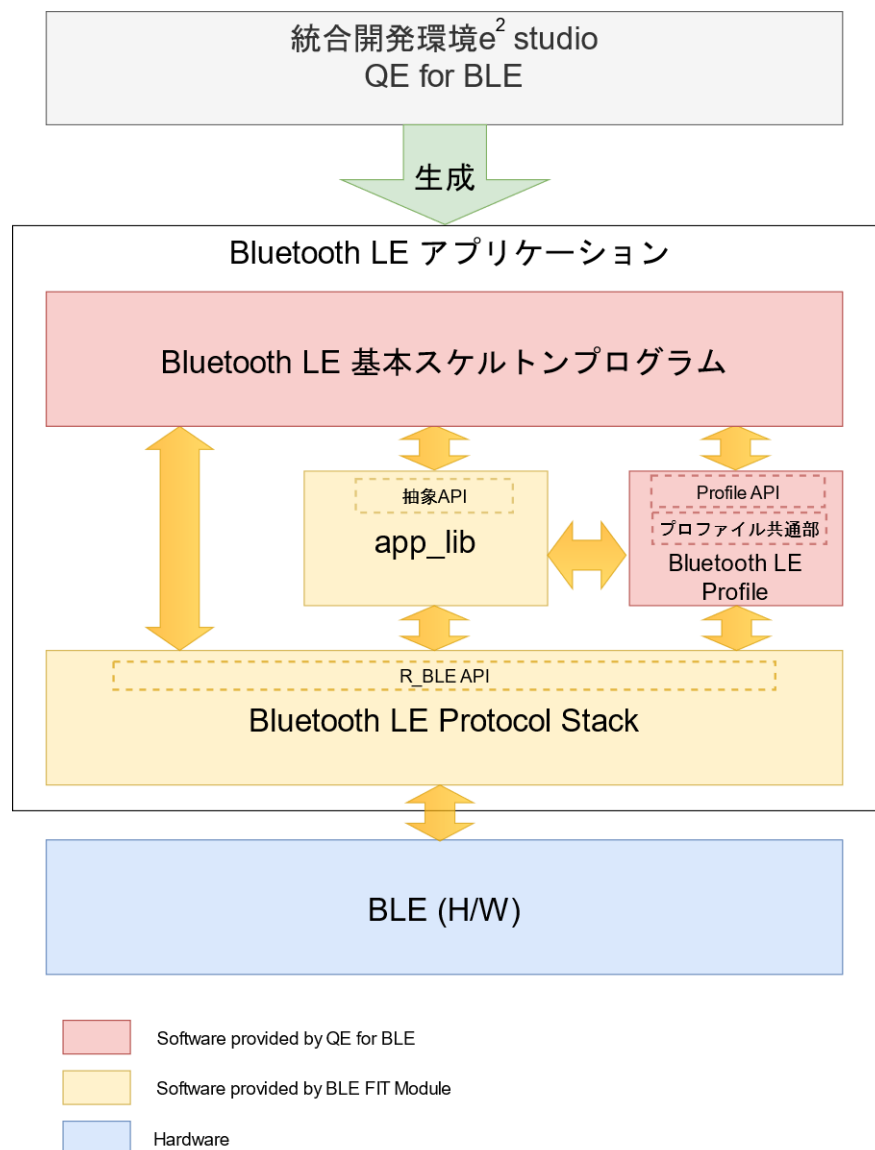 統合開発環境e² studio
QE for BLE
生成
Bluetooth LE アプリケーション
Bluetooth LE 基本スケルトンプログラム
抽象API
app_lib
Profile API
プロファイル共通部
Bluetooth LE
Profile
R_BLE API
Bluetooth LE Protocol Stack
BLE (H/W)
Software provided by QE for BLE
Software provided by BLE FIT Module
Hardware